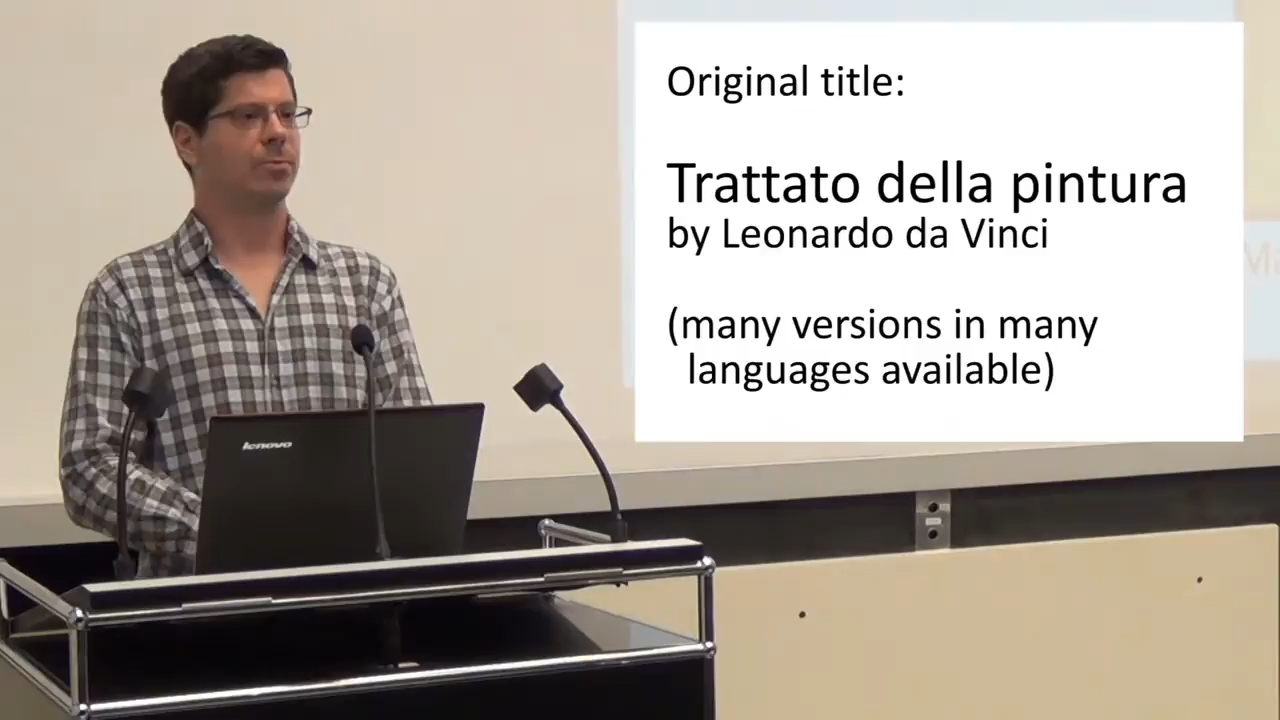 Original title:
Trattato della pintura
by Leonardo da Vinci
(many versions in many
languages available)
lenovo